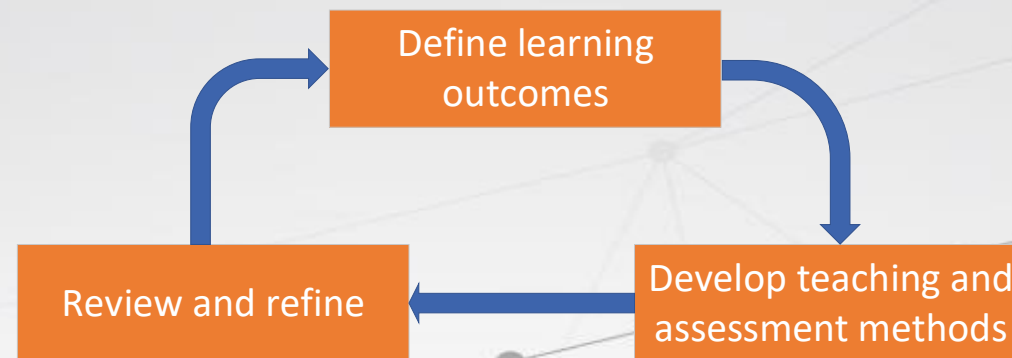 Define learning
outcomes
Review and refine
Develop teaching and
assessment methods